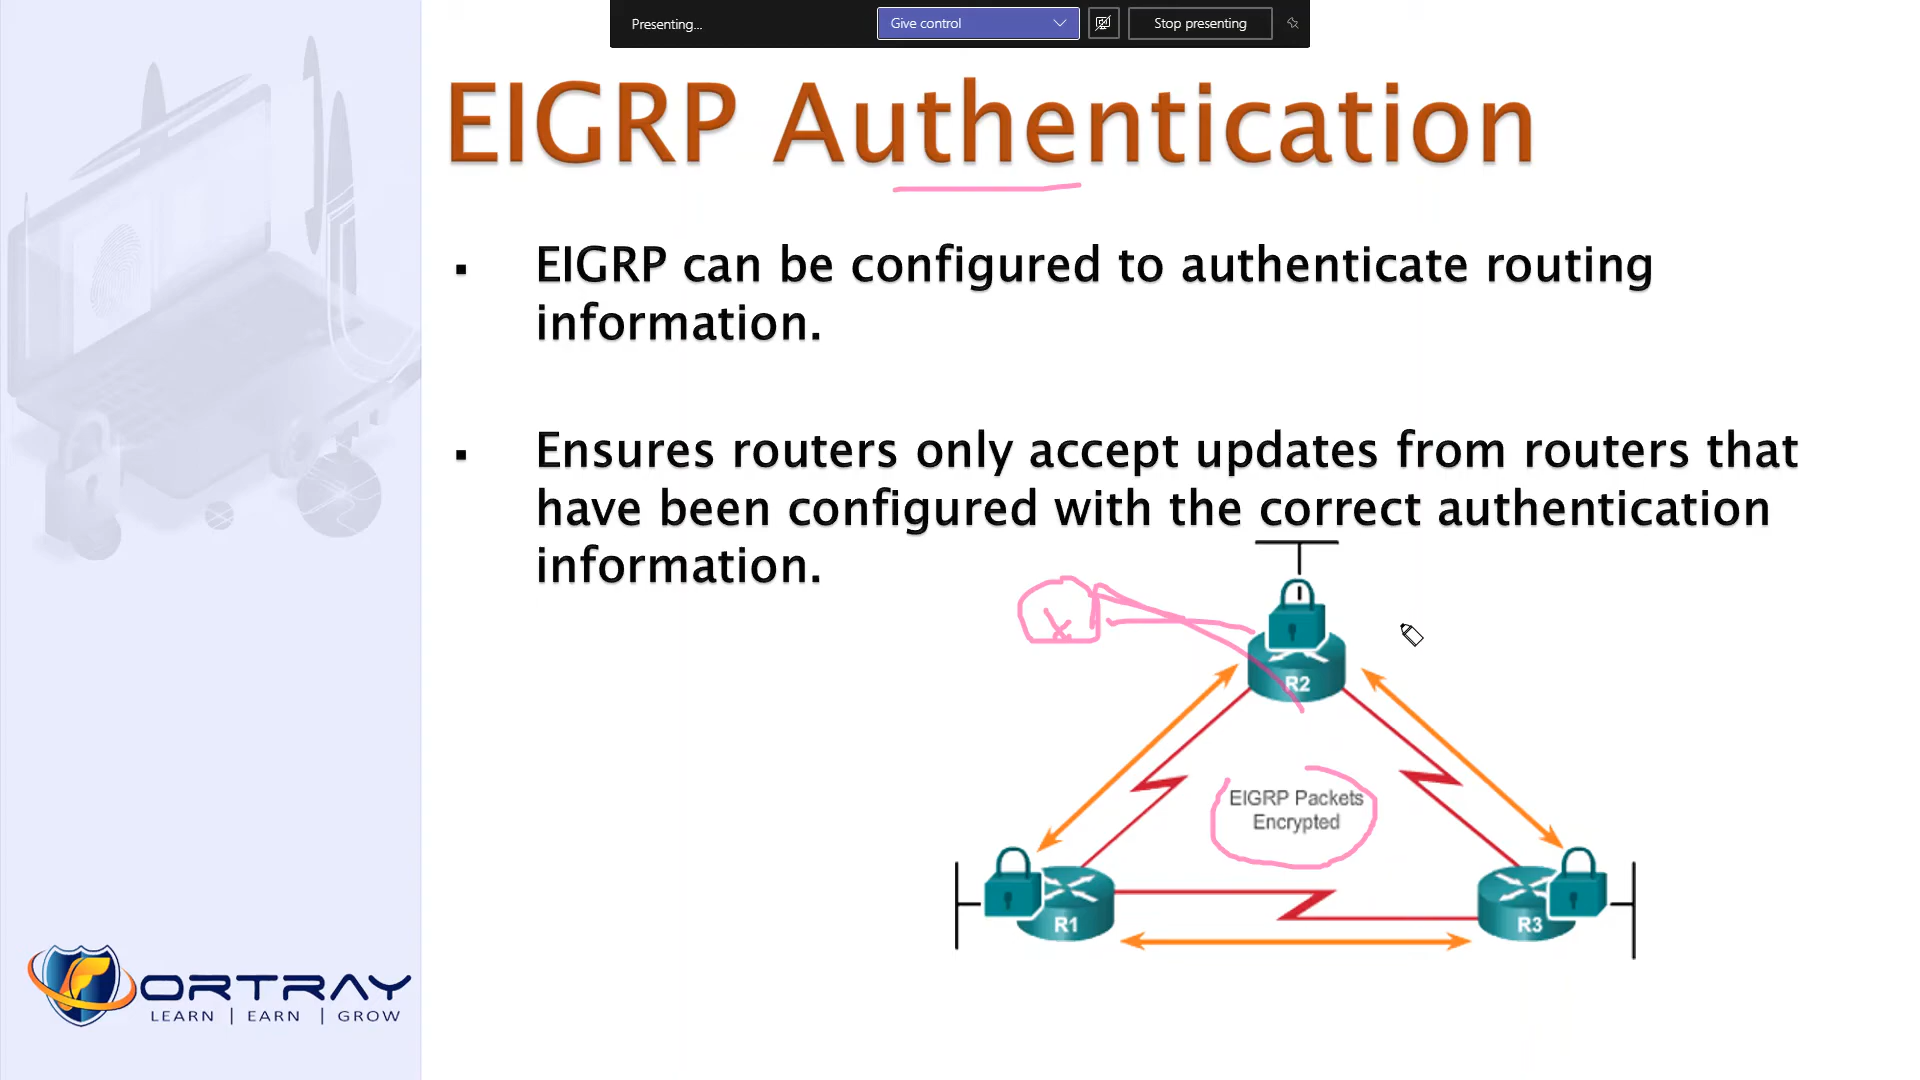 Presenting...
Give control
Stop presenting
EIGRP Authentication
▪ EIGRP can be configured to authenticate routing
information.
▪ Ensures routers only accept updates from routers that
have been configured with the correct authentication
information.
X
R2
EIGRP Packets
Encrypted
R1
R3
ORTRAY
LEARN | EARN | GROW